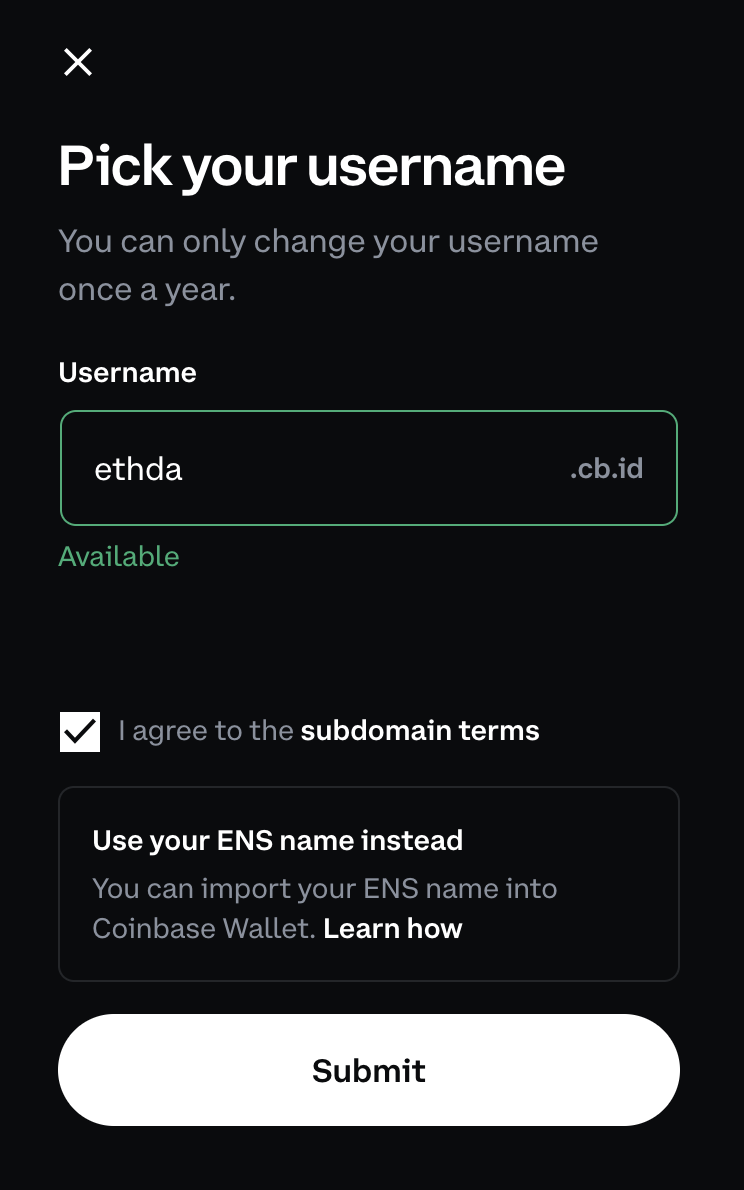 Pick your username
You can only change your username
once a year.
Username
ethda .cb.id
Available
I agree to the subdomain terms
Use your ENS name instead
You can import your ENS name into
Coinbase Wallet. Learn how
Submit